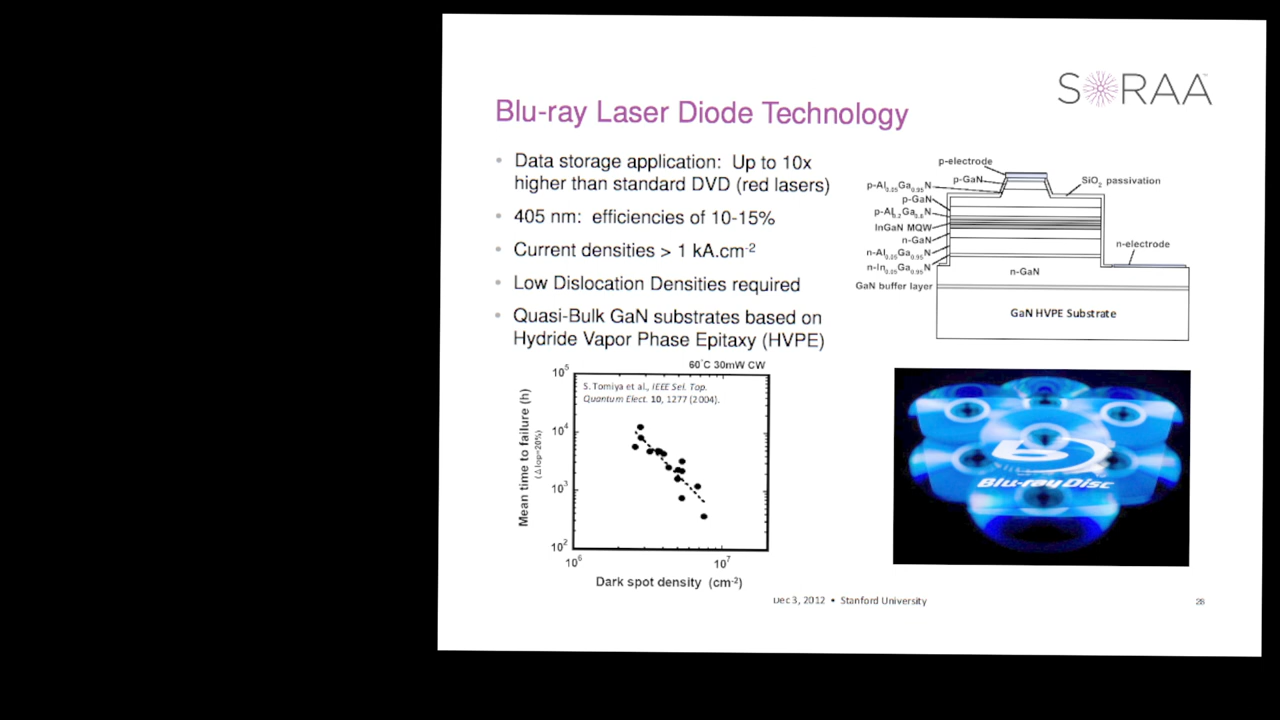 SORAA
Blu-ray Laser Diode Technology
• Data storage application: Up to 10x
higher than standard DVD (red lasers)
• 405 nm: efficiencies of 10-15%
• Current densities > 1 kA.cm-2
• Low Dislocation Densities required
• Quasi-Bulk GaN substrates based on
Hydride Vapor Phase Epitaxy (HVPE)
p-electrode
p-GaN
SiO2 passivation
p-Al0.05Ga0.95N
p-GaN
p-Al0.2Ga0.8N
InGaN MQW
n-GaN
n-electrode
n-Al0.05Ga0.95N
n-In0.05Ga0.95N
n-GaN
GaN buffer layer
GaN HVPE Substrate
60°C 30mW CW
S. Tomiya et al., IEEE Sel. Top.
Quantum Elect. 10, 1277 (2004).
Mean time to failure (h)
(ΔIop=20%)
105
104
103
102
106
107
Dark spot density (cm-2)
Blu-ray Disc
Dec 3, 2012 • Stanford University
28